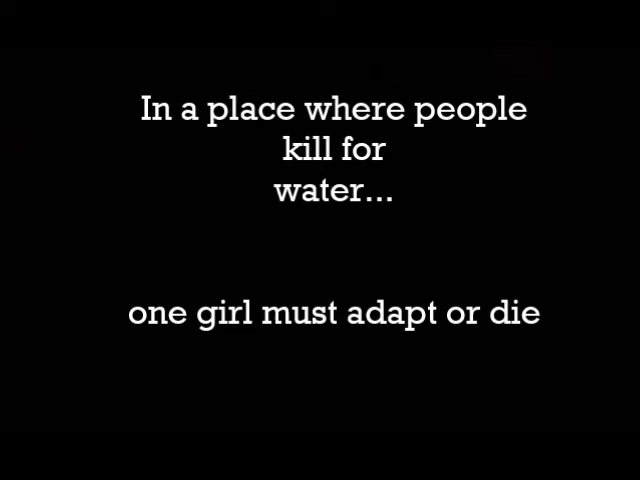 In a place where people
kill for
water...
one girl must adapt or die